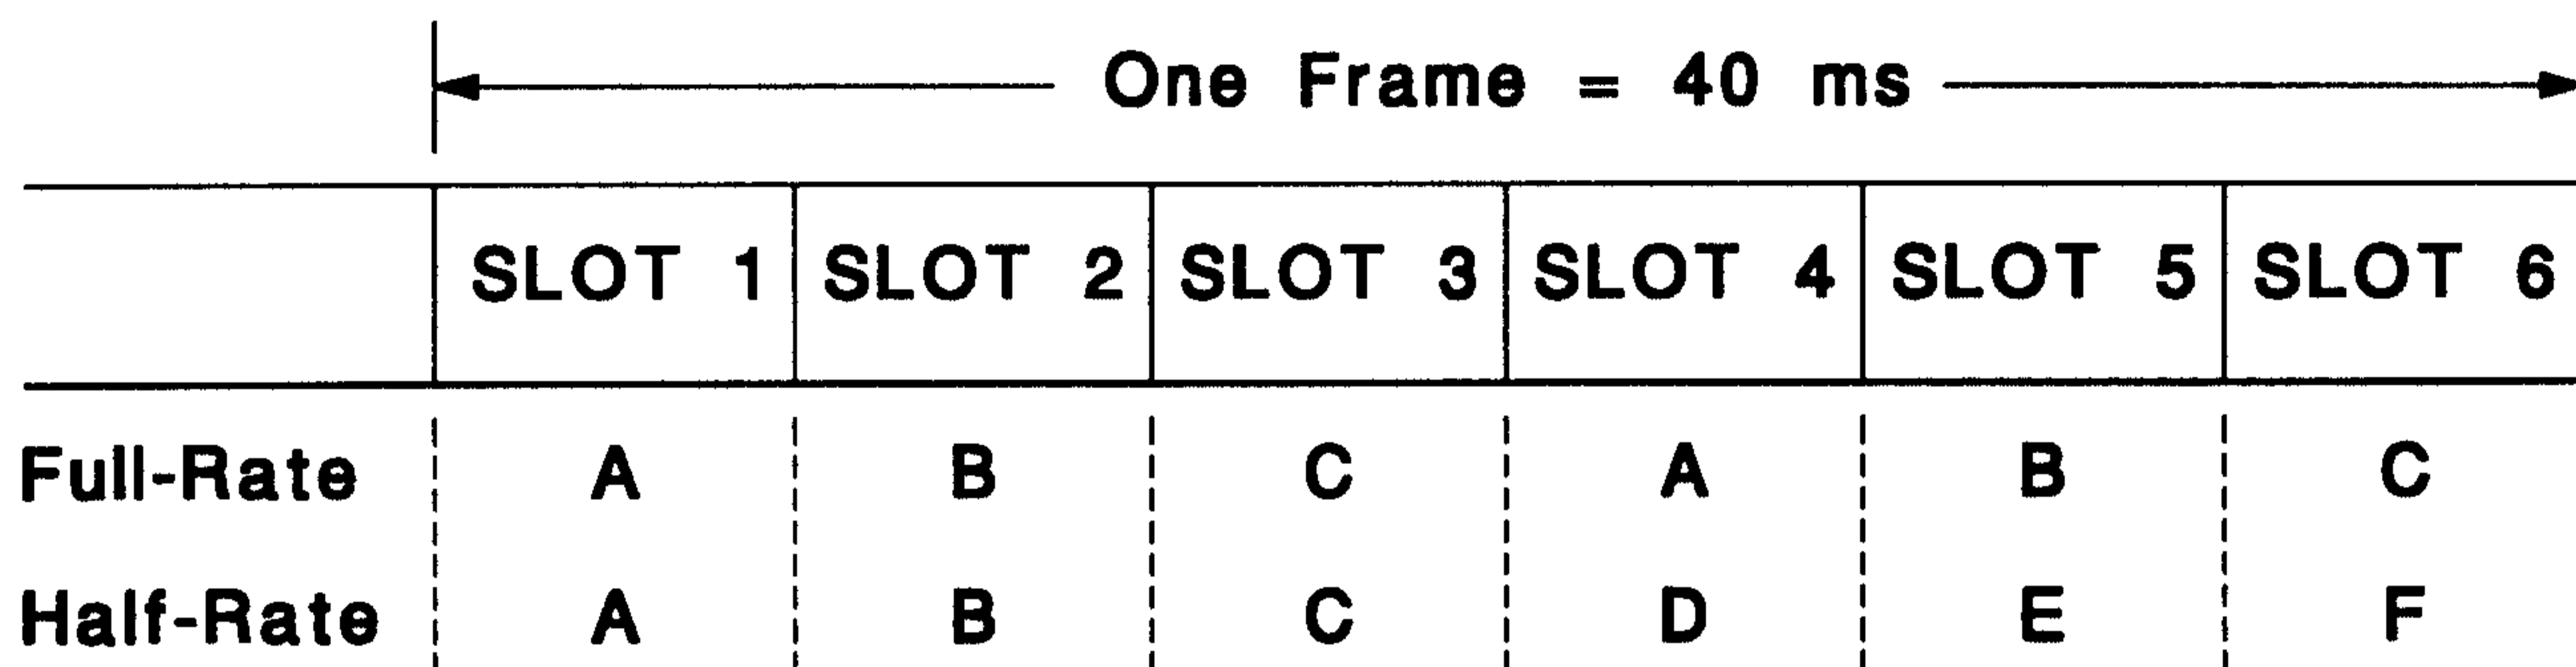 One Frame = 40 ms
SLOT 1 SLOT 2 SLOT 3 SLOT 4 SLOT 5 SLOT 6
Full-Rate A B C A B C
Half-Rate A B C D E F